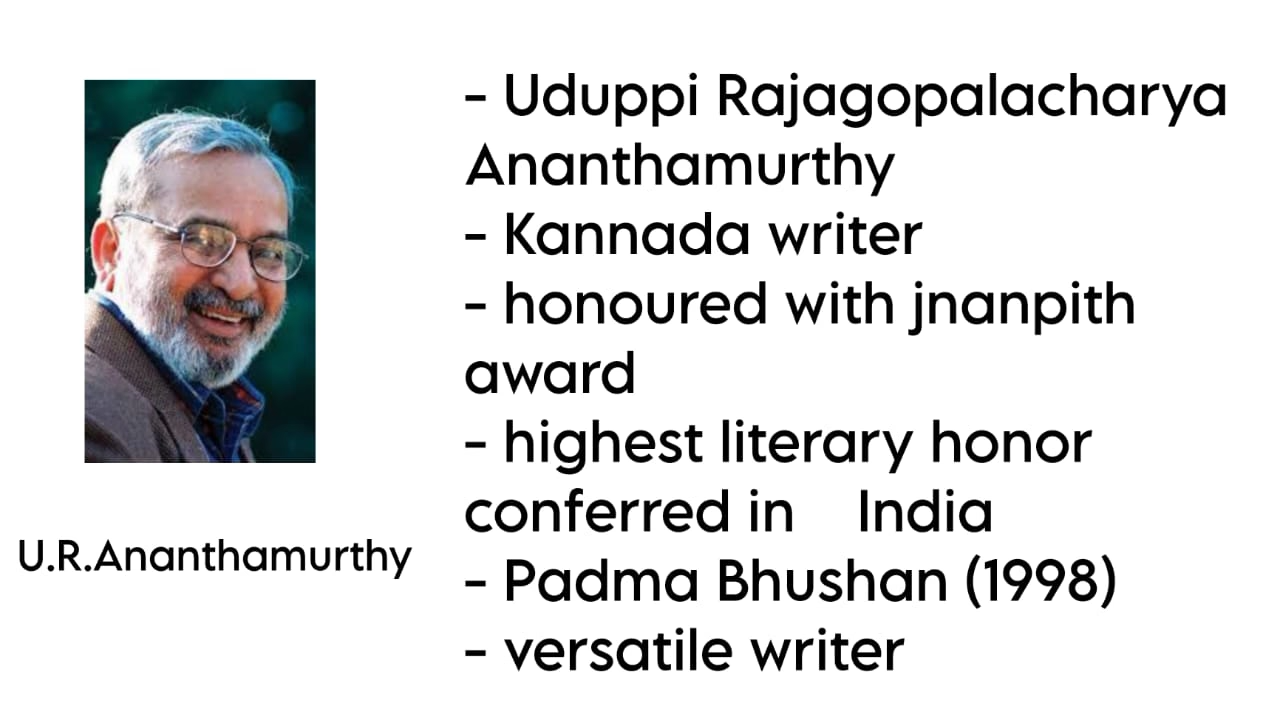 U.R.Ananthamurthy
- Uduppi Rajagopalacharya
Ananthamurthy
- Kannada writer
- honoured with jnanpith
award
- highest literary honor
conferred in    India
- Padma Bhushan (1998)
- versatile writer